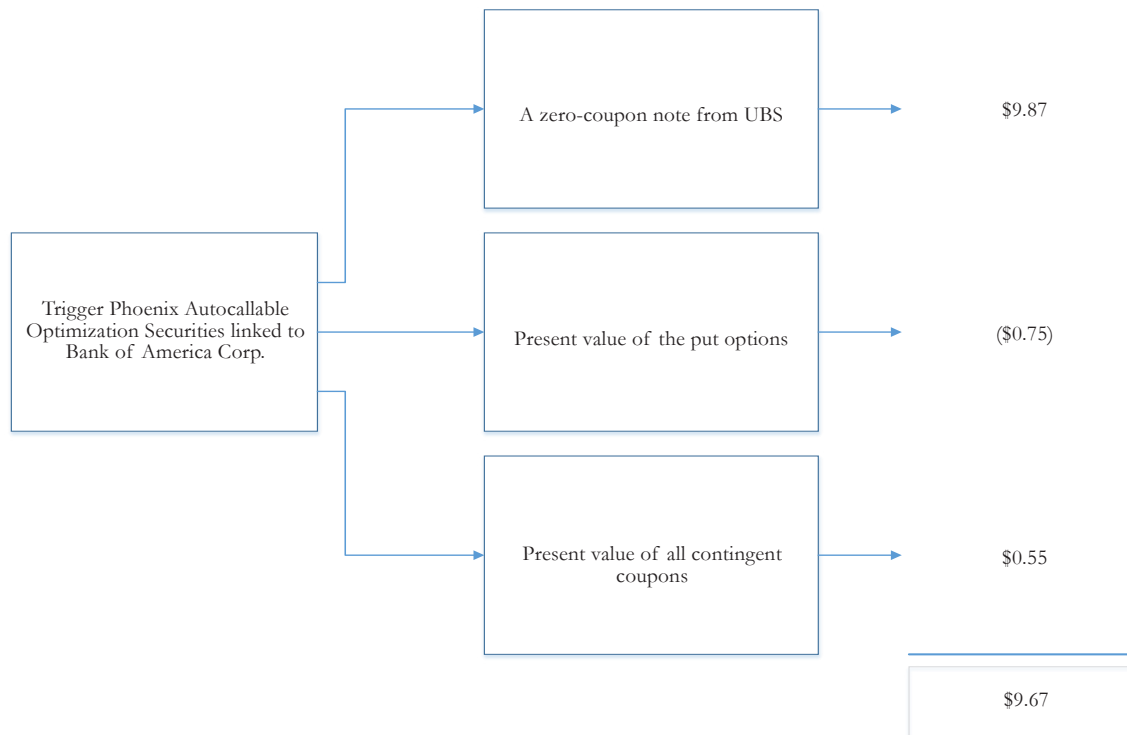 A zero-coupon note from UBS
$9.87
Trigger Phoenix Autocallable
Optimization Securities linked to
Bank of America Corp.
Present value of the put options
($0.75)
Present value of all contingent
coupons
$0.55
$9.67